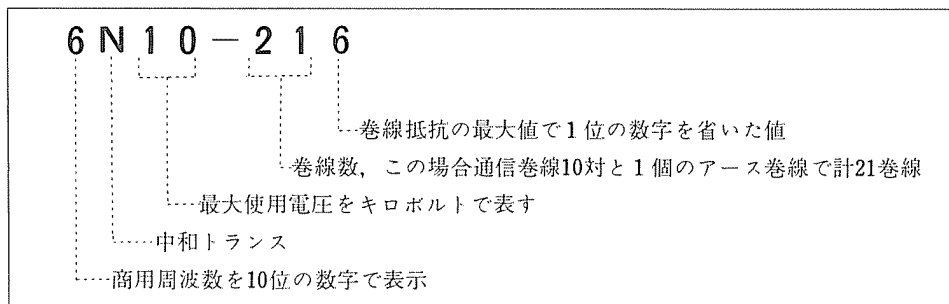 6N10-216
巻線抵抗の最大値で1位の数字を省いた値
巻線数,この場合通信巻線10対と1個のアース巻線で計21巻線
最大使用電圧をキロボルトで表す
中和トランス
商用周波数を10位の数字で表示